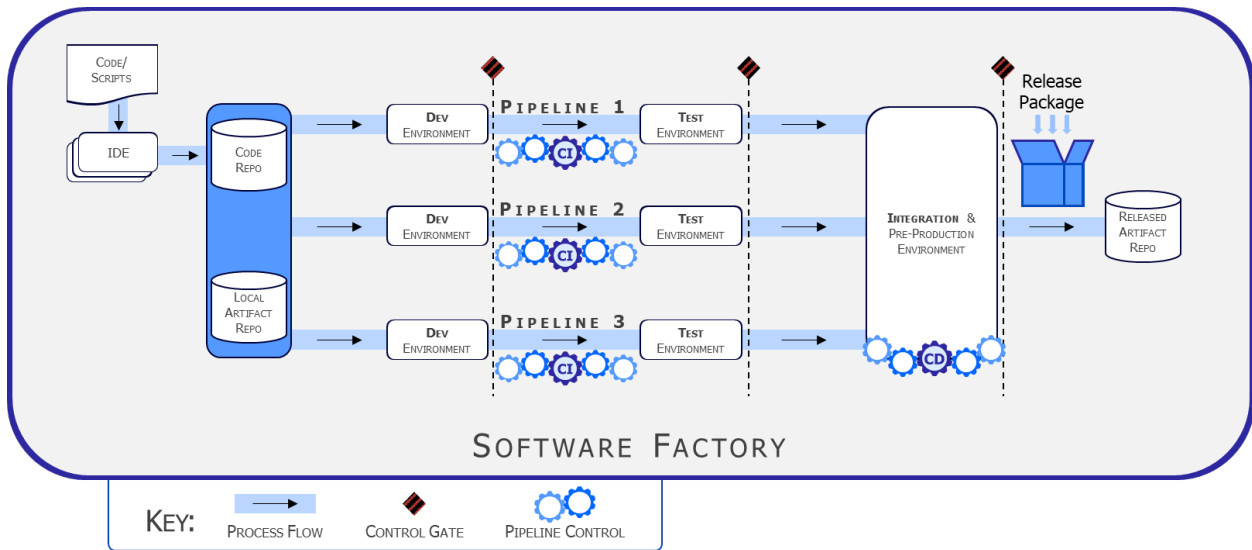 Code/
Scripts
IDE
Code
Repo
Local
Artifact
Repo
Dev
Environment
Pipeline 1
CI
Test
Environment
Dev
Environment
Pipeline 2
CI
Test
Environment
Dev
Environment
Pipeline 3
CI
Test
Environment
Integration &
Pre-Production
Environment
CD
Release
Package
Released
Artifact
Repo
Software Factory
Key:
Process Flow
Control Gate
Pipeline Control